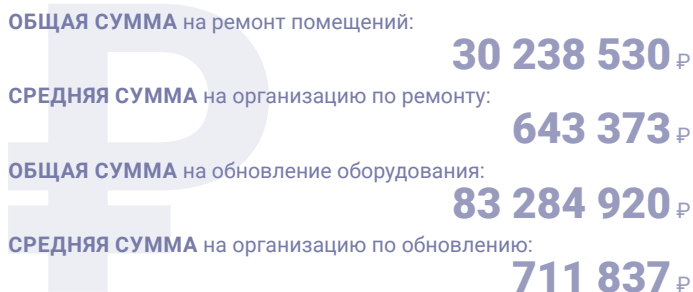 ОБЩАЯ СУММА на ремонт помещений:
30 238 530 ₽
СРЕДНЯЯ СУММА на организацию по ремонту:
643 373 ₽
ОБЩАЯ СУММА на обновление оборудования:
83 284 920 ₽
СРЕДНЯЯ СУММА на организацию по обновлению:
711 837 ₽